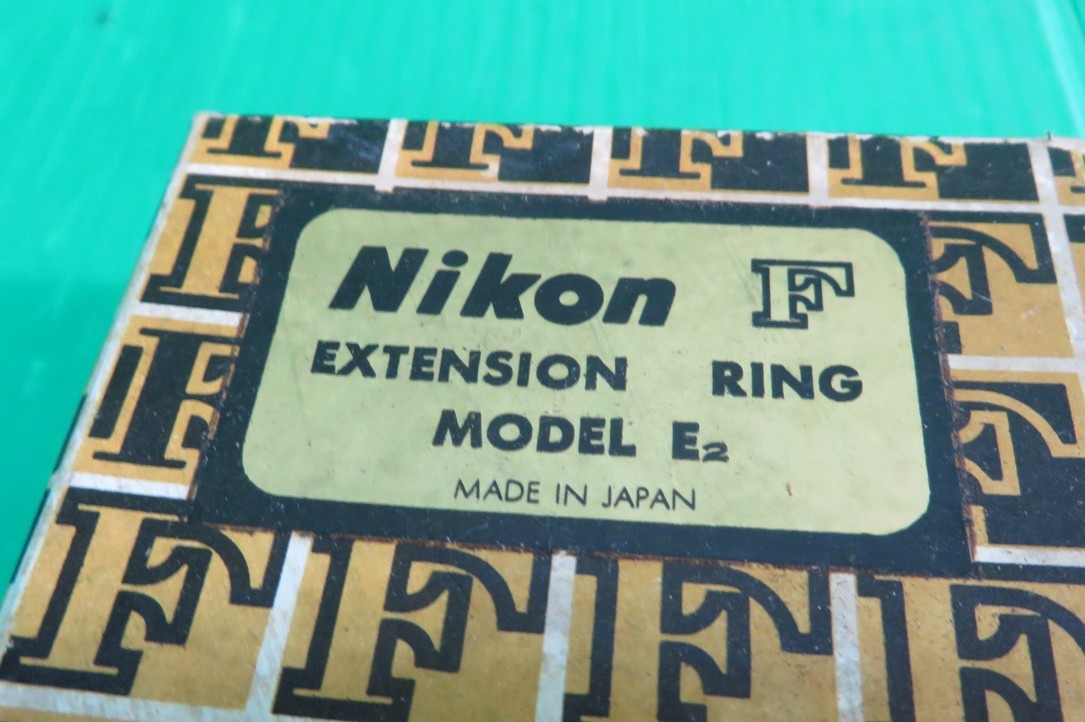 Nikon F
EXTENSION RING
MODEL E2
MADE IN JAPAN
F F F F
F F
F F
F F F F